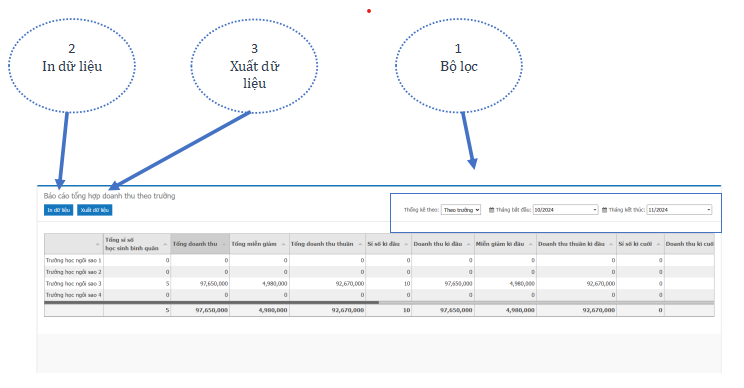 2
In dữ liệu
3
Xuất dữ
liệu
1
Bộ lọc
Báo cáo tổng hợp doanh thu theo trường
In dữ liệu Xuất dữ liệu
Thống kê theo: Theo trường Tháng bắt đầu: 10/2024 Tháng kết thúc: 11/2024
Tổng sĩ số
học sinh bình quân Tổng doanh thu Tổng miễn giảm Tổng doanh thu thuần Sĩ số kì đầu Doanh thu kì đầu Miễn giảm kì đầu Doanh thu thuần kì đầu Sĩ số kì cuối Doanh thu kì cuối
Trường học ngôi sao 1 0 0 0 0 0 0 0 0 0
Trường học ngôi sao 2 0 0 0 0 0 0 0 0 0
Trường học ngôi sao 3 5 97,650,000 4,980,000 92,670,000 10 97,650,000 4,980,000 92,670,000 0
Trường học ngôi sao 4 0 0 0 0 0 0 0 0 0
5 97,650,000 4,980,000 92,670,000 10 97,650,000 4,980,000 92,670,000 0